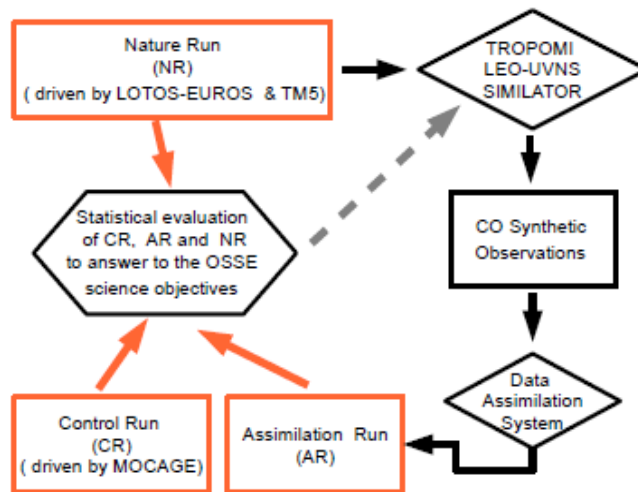 Nature Run
(NR)
( driven by LOTOS-EUROS & TM5)
TROPOMI
LEO-UVNS
SIMILATOR
Statistical evaluation
of CR, AR and NR
to answer to the OSSE
science objectives
CO Synthetic
Observations
Control Run
(CR)
( driven by MOCAGE)
Assimilation Run
(AR)
Data
Assimilation
System